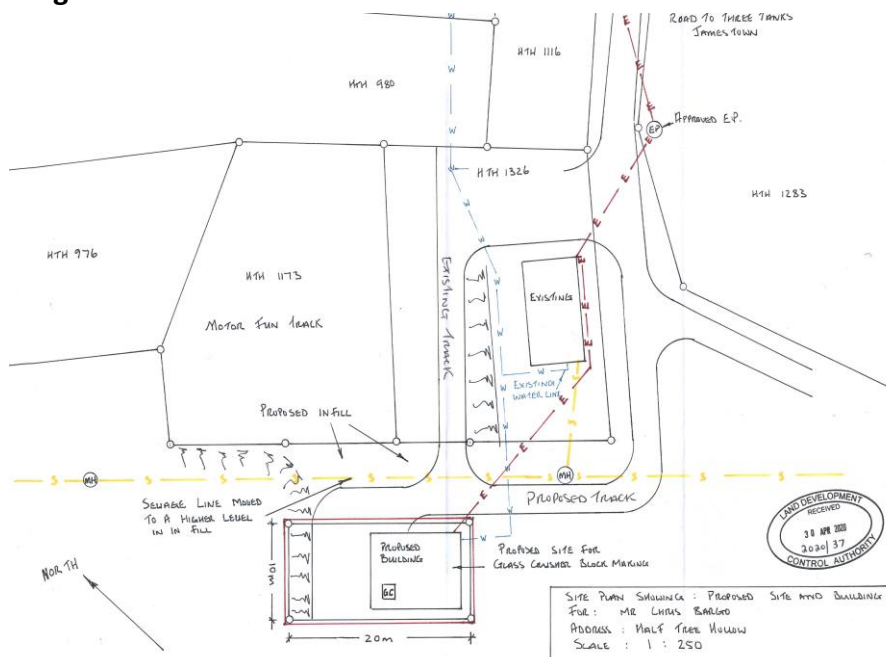 ROAD TO THREE TANKS
JAMESTOWN
HTH 1116
HTH 980
APPROVED E.P.
EP
HTH 1326
HTH 1283
HTH 976
HTH 1173
MOTOR FUN TRACK
EXISTING TRACK
EXISTING
EXISTING
WATER LINE
PROPOSED INFILL
W
E
S
MH
MH
PROPOSED TRACK
SEWAGE LINE MOVED
TO A HIGHER LEVEL
IN IN FILL
PROPOSED
BUILDING
GC
PROPOSED SITE FOR
GLASS CRUSHER BLOCK MAKING
10m
20m
NORTH
LAND DEVELOPMENT
RECEIVED
30 APR 2020
2020/37
CONTROL AUTHORITY
SITE PLAN SHOWING : PROPOSED SITE AND BUILDING
FOR : MR CHRIS BARGO
ADDRESS : HALF TREE HOLLOW
SCALE : 1 : 250